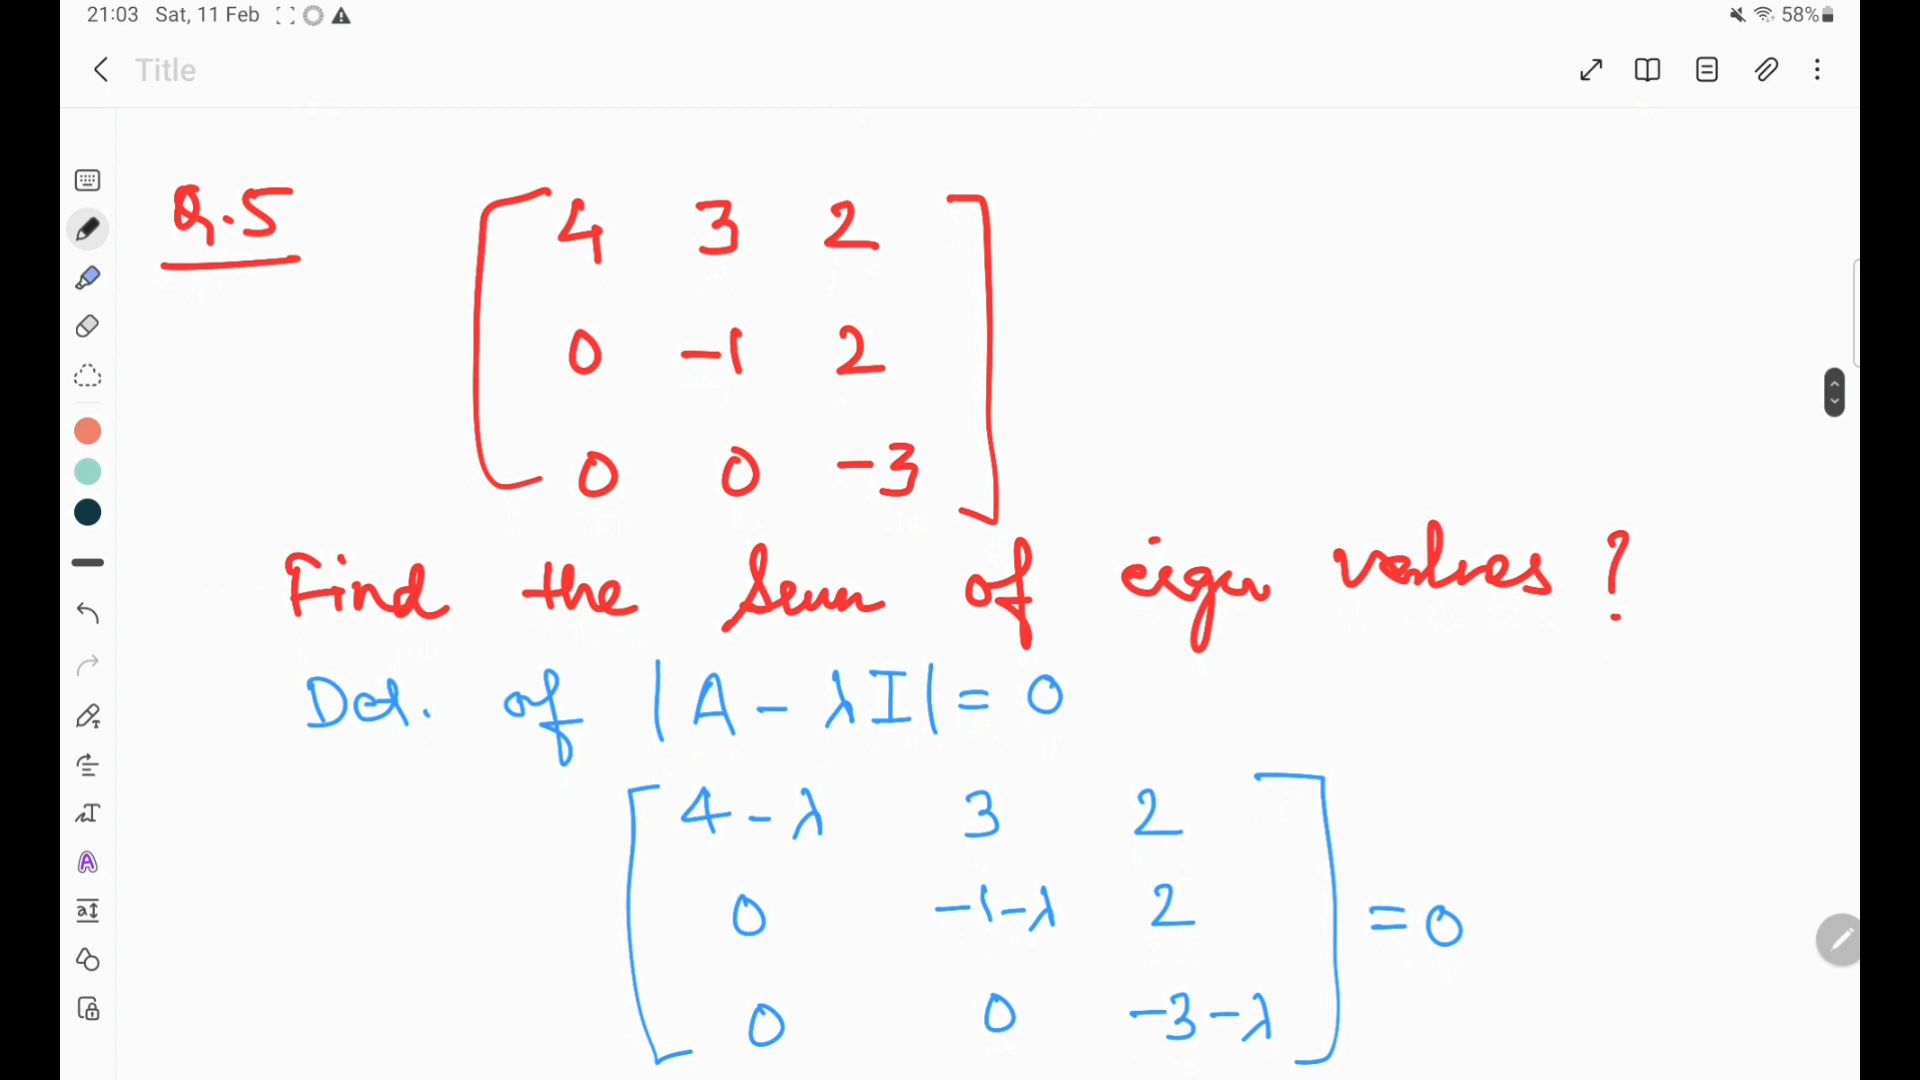 21:03 Sat, 11 Feb 58%
Title
Q.5
4 3 2
0 -1 2
0 0 -3
Find the Sum of eigen values ?
Det. of |A - λI| = 0
4-λ 3 2
0 -1-λ 2 = 0
0 0 -3-λ